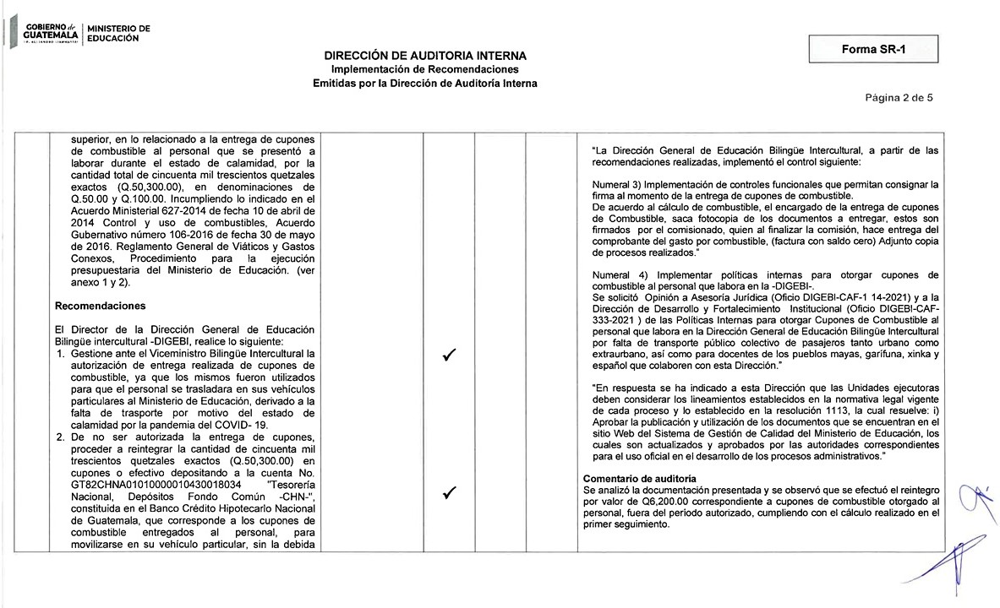 GOBIERNO de
GUATEMALA
MINISTERIO DE
EDUCACIÓN
DIRECCIÓN DE AUDITORIA INTERNA
Implementación de Recomendaciones
Emitidas por la Dirección de Auditoría Interna
Forma SR-1
Página 2 de 5
superior, en lo relacionado a la entrega de cupones
de combustible al personal que se presentó a
laborar durante el estado de calamidad, por la
cantidad total de cincuenta mil trescientos quetzales
exactos (Q.50,300.00), en denominaciones de
Q.50.00 y Q.100.00. Incumpliendo lo indicado en el
Acuerdo Ministerial 627-2014 de fecha 10 de abril de
2014 Control y uso de combustibles, Acuerdo
Gubernativo número 106-2016 de fecha 30 de mayo
de 2016. Reglamento General de Viáticos y Gastos
Conexos, Procedimiento para la ejecución
presupuestaria del Ministerio de Educación. (ver
anexo 1 y 2).
Recomendaciones
El Director de la Dirección General de Educación
Bilingüe intercultural -DIGEBI, realice lo siguiente:
1. Gestione ante el Viceministro Bilingüe Intercultural la
autorización de entrega realizada de cupones de
combustible, ya que los mismos fueron utilizados
para que el personal se trasladara en sus vehículos
particulares al Ministerio de Educación, derivado a la
falta de transporte por motivo del estado de
calamidad por la pandemia del COVID- 19.
2. De no ser autorizada la entrega de cupones,
proceder a reintegrar la cantidad de cincuenta mil
trescientos quetzales exactos (Q.50,300.00) en
cupones o efectivo depositando a la cuenta No.
GT82CHNA01010000010430018034 "Tesorería
Nacional, Depósitos Fondo Común -CHN-",
constituida en el Banco Crédito Hipotecarlo Nacional
de Guatemala, que corresponde a los cupones de
combustible entregados al personal, para
movilizarse en su vehículo particular, sin la debida
✓
✓
"La Dirección General de Educación Bilingüe Intercultural, a partir de las
recomendaciones realizadas, implementó el control siguiente:
Numeral 3) Implementación de controles funcionales que permitan consignar la
firma al momento de la entrega de cupones de combustible.
De acuerdo al cálculo de combustible, el encargado de la entrega de cupones
de Combustible, saca fotocopia de los documentos a entregar, estos son
firmados por el comisionado, quien al finalizar la comisión, hace entrega del
comprobante del gasto por combustible, (factura con saldo cero) Adjunto copia
de procesos realizados."
Numeral 4) Implementar políticas internas para otorgar cupones de
combustible al personal que labora en la -DIGEBI-.
Se solicitó Opinión a Asesoría Jurídica (Oficio DIGEBI-CAF-1 14-2021) y a la
Dirección de Desarrollo y Fortalecimiento Institucional (Oficio DIGEBI-CAF-
333-2021 ) de las Políticas Internas para otorgar Cupones de Combustible al
personal que labora en la Dirección General de Educación Bilingüe Intercultural
por falta de transporte público colectivo de pasajeros tanto urbano como
extraurbano, así como para docentes de los pueblos mayas, garífuna, xinka y
español que colaboren con esta Dirección."
"En respuesta se ha indicado a esta Dirección que las Unidades ejecutoras
deben considerar los lineamientos establecidos en la normativa legal vigente
de cada proceso y lo establecido en la resolución 1113, la cual resuelve: i)
Aprobar la publicación y utilización de los documentos que se encuentran en el
sitio Web del Sistema de Gestión de Calidad del Ministerio de Educación, los
cuales son actualizados y aprobados por las autoridades correspondientes
para el uso oficial en el desarrollo de los procesos administrativos."
Comentario de auditoría
Se analizó la documentación presentada y se observó que se efectuó el reintegro
por valor de Q6,200.00 correspondiente a cupones de combustible otorgado al
personal, fuera del período autorizado, cumpliendo con el cálculo realizado en el
primer seguimiento.